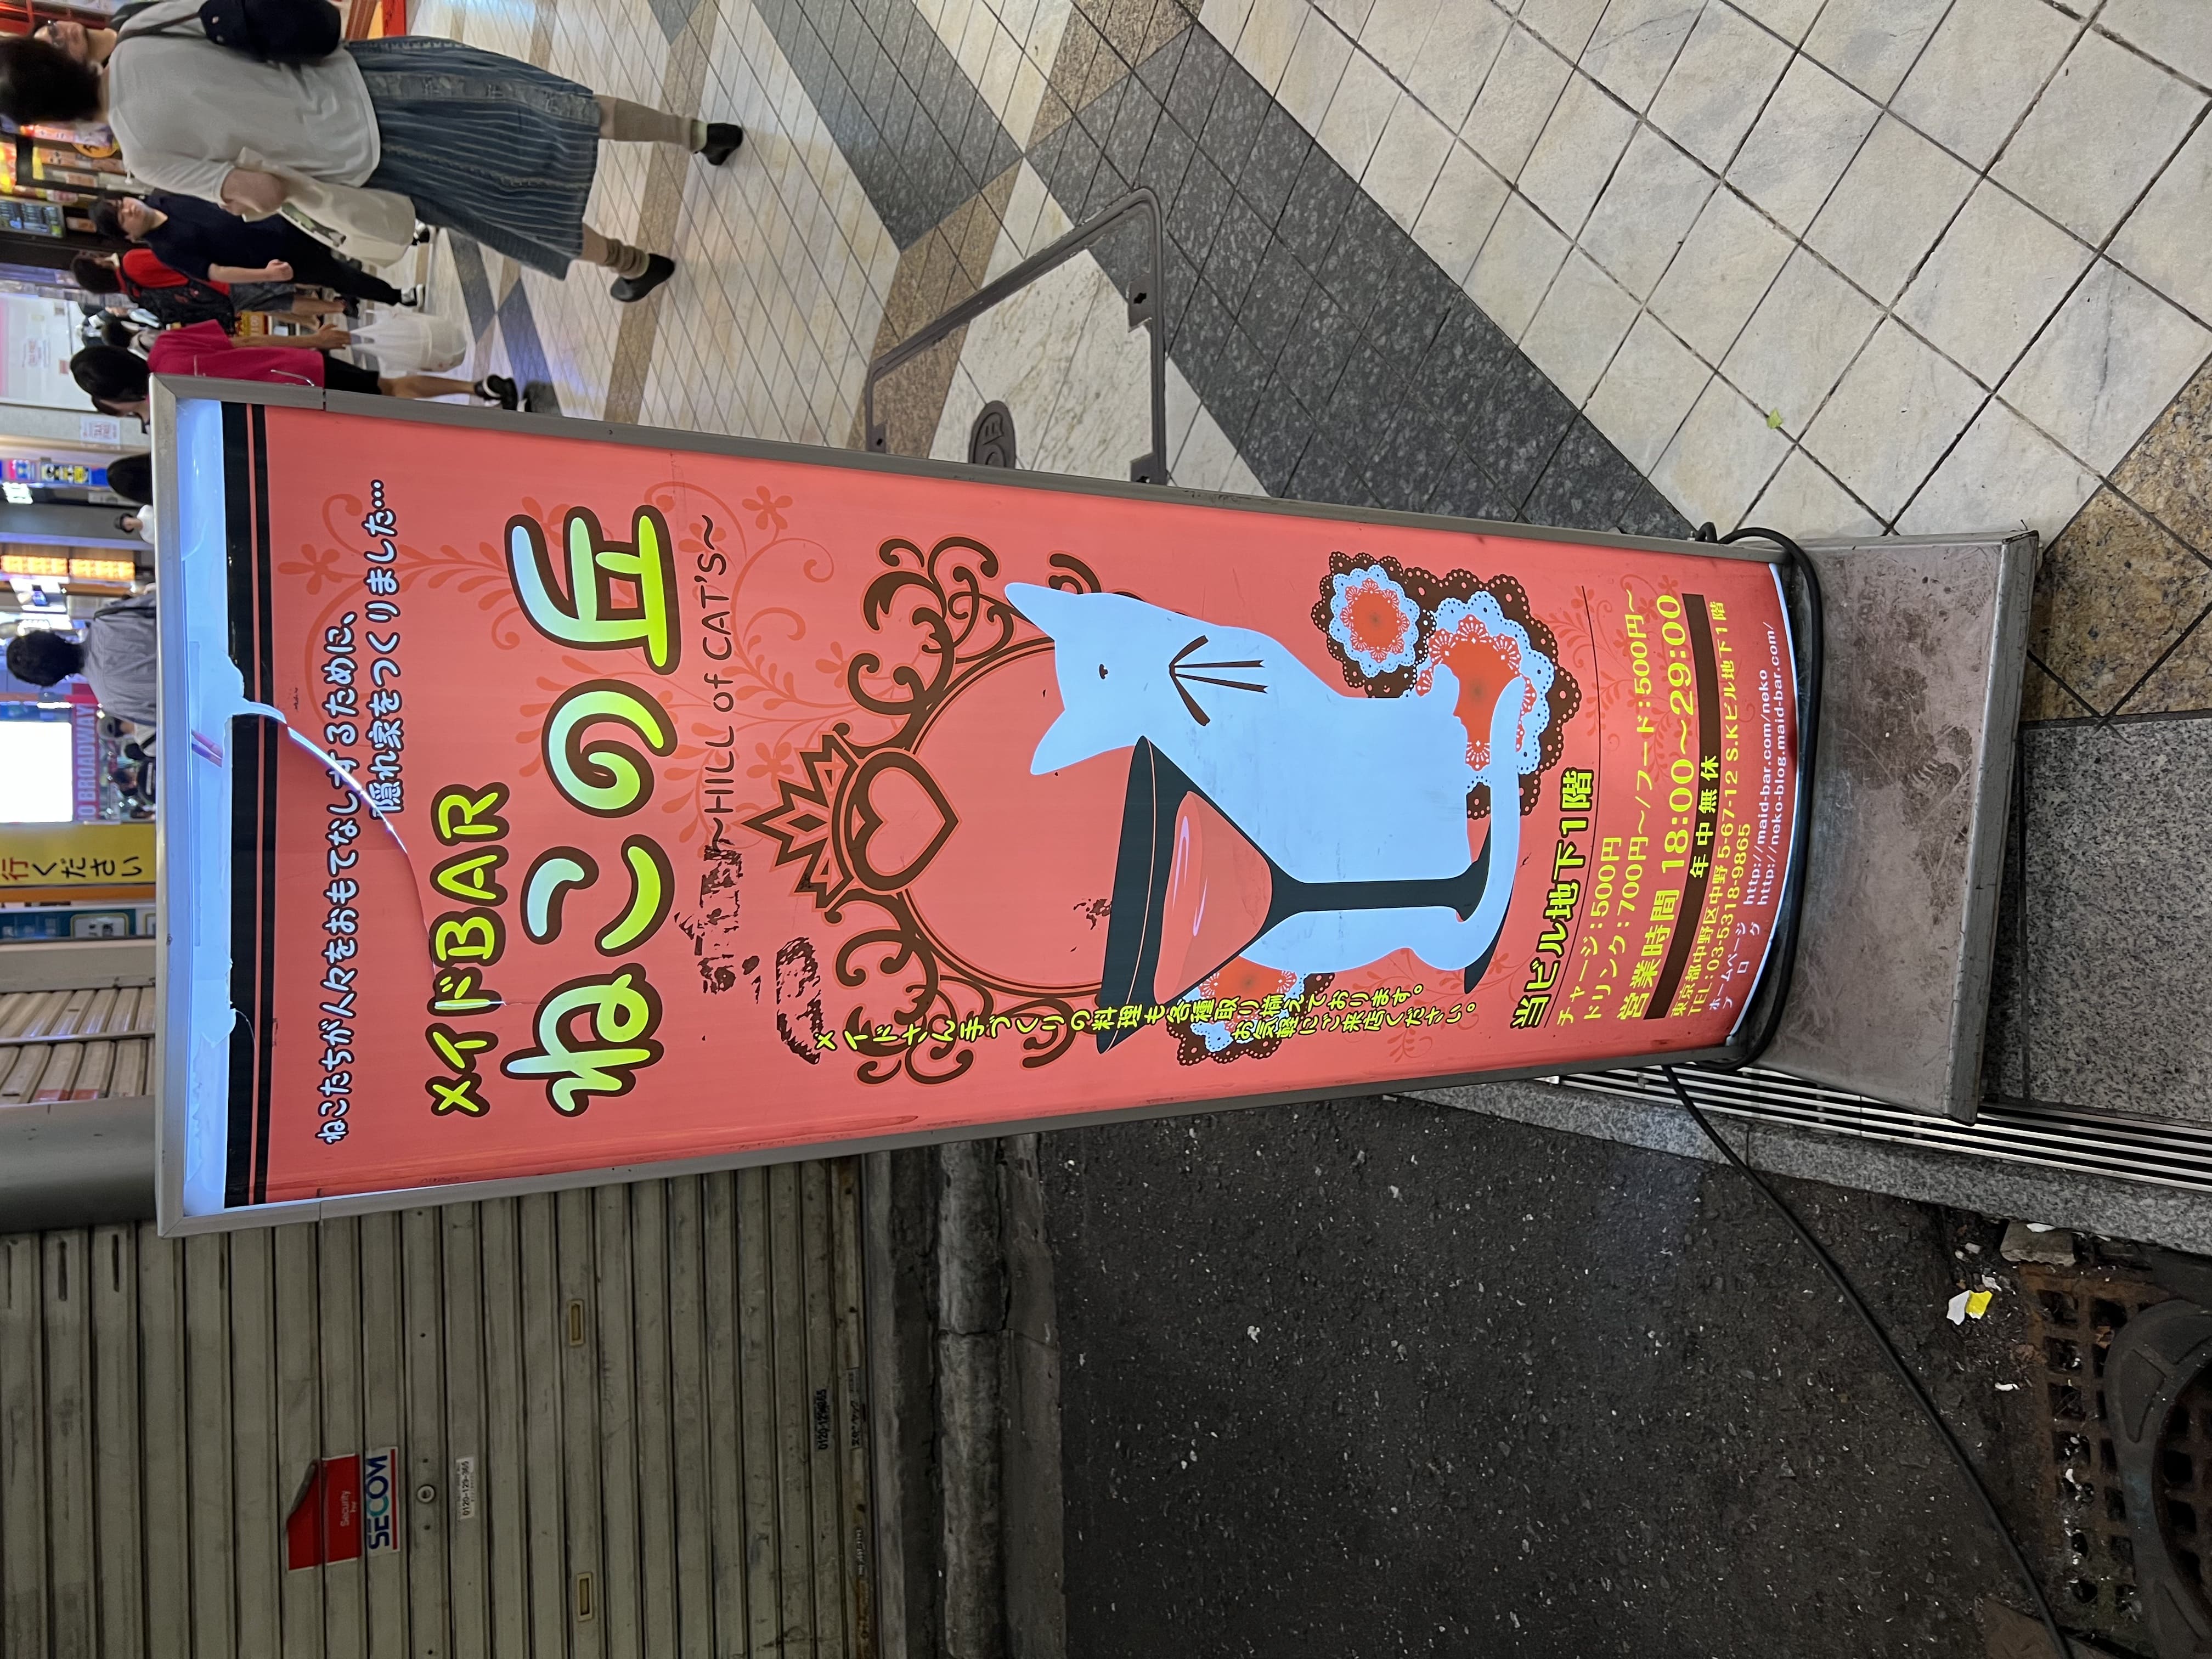 行ください
O BROADWAY
Security
by
SECOM
0120-129-365
ねこたちが人々をおもてなしするために、
隠れ家をつくりました…
メイドBAR
ねこの丘
～HILL of CAT'S～
メイドさん手づくりの料理も各種取り揃えております。
お気軽にご来店ください。
当ビル地下1階
チャージ：500円
ドリンク：700円～/フード：500円～
営業時間 18:00～29:00
年中無休
東京都中野区中野 5-67-12 S.Kビル地下1階
TEL：03-5318-9865
ホームページ http://maid-bar.com/neko
ブログ http://neko-blog.maid-bar.com/